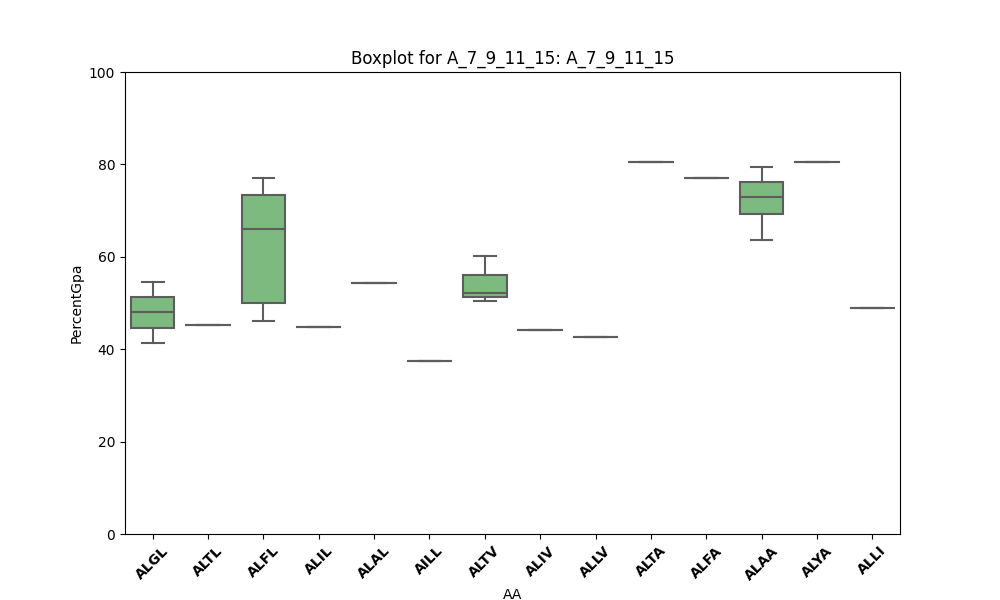 Boxplot for A_7_9_11_15: A_7_9_11_15
PercentGpa
100
80
60
40
20
0
ALGL ALTL ALFL ALIL ALAL AILL ALTV ALIV ALLV ALTA ALFA ALAA ALYA ALLI
AA